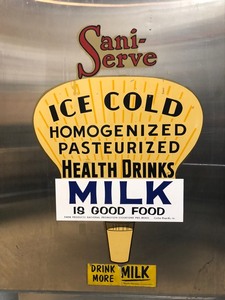 Sani-
Serve
ICE COLD
HOMOGENIZED
PASTEURIZED
HEALTH DRINKS
MILK
IS GOOD FOOD
DRINK
MORE MILK